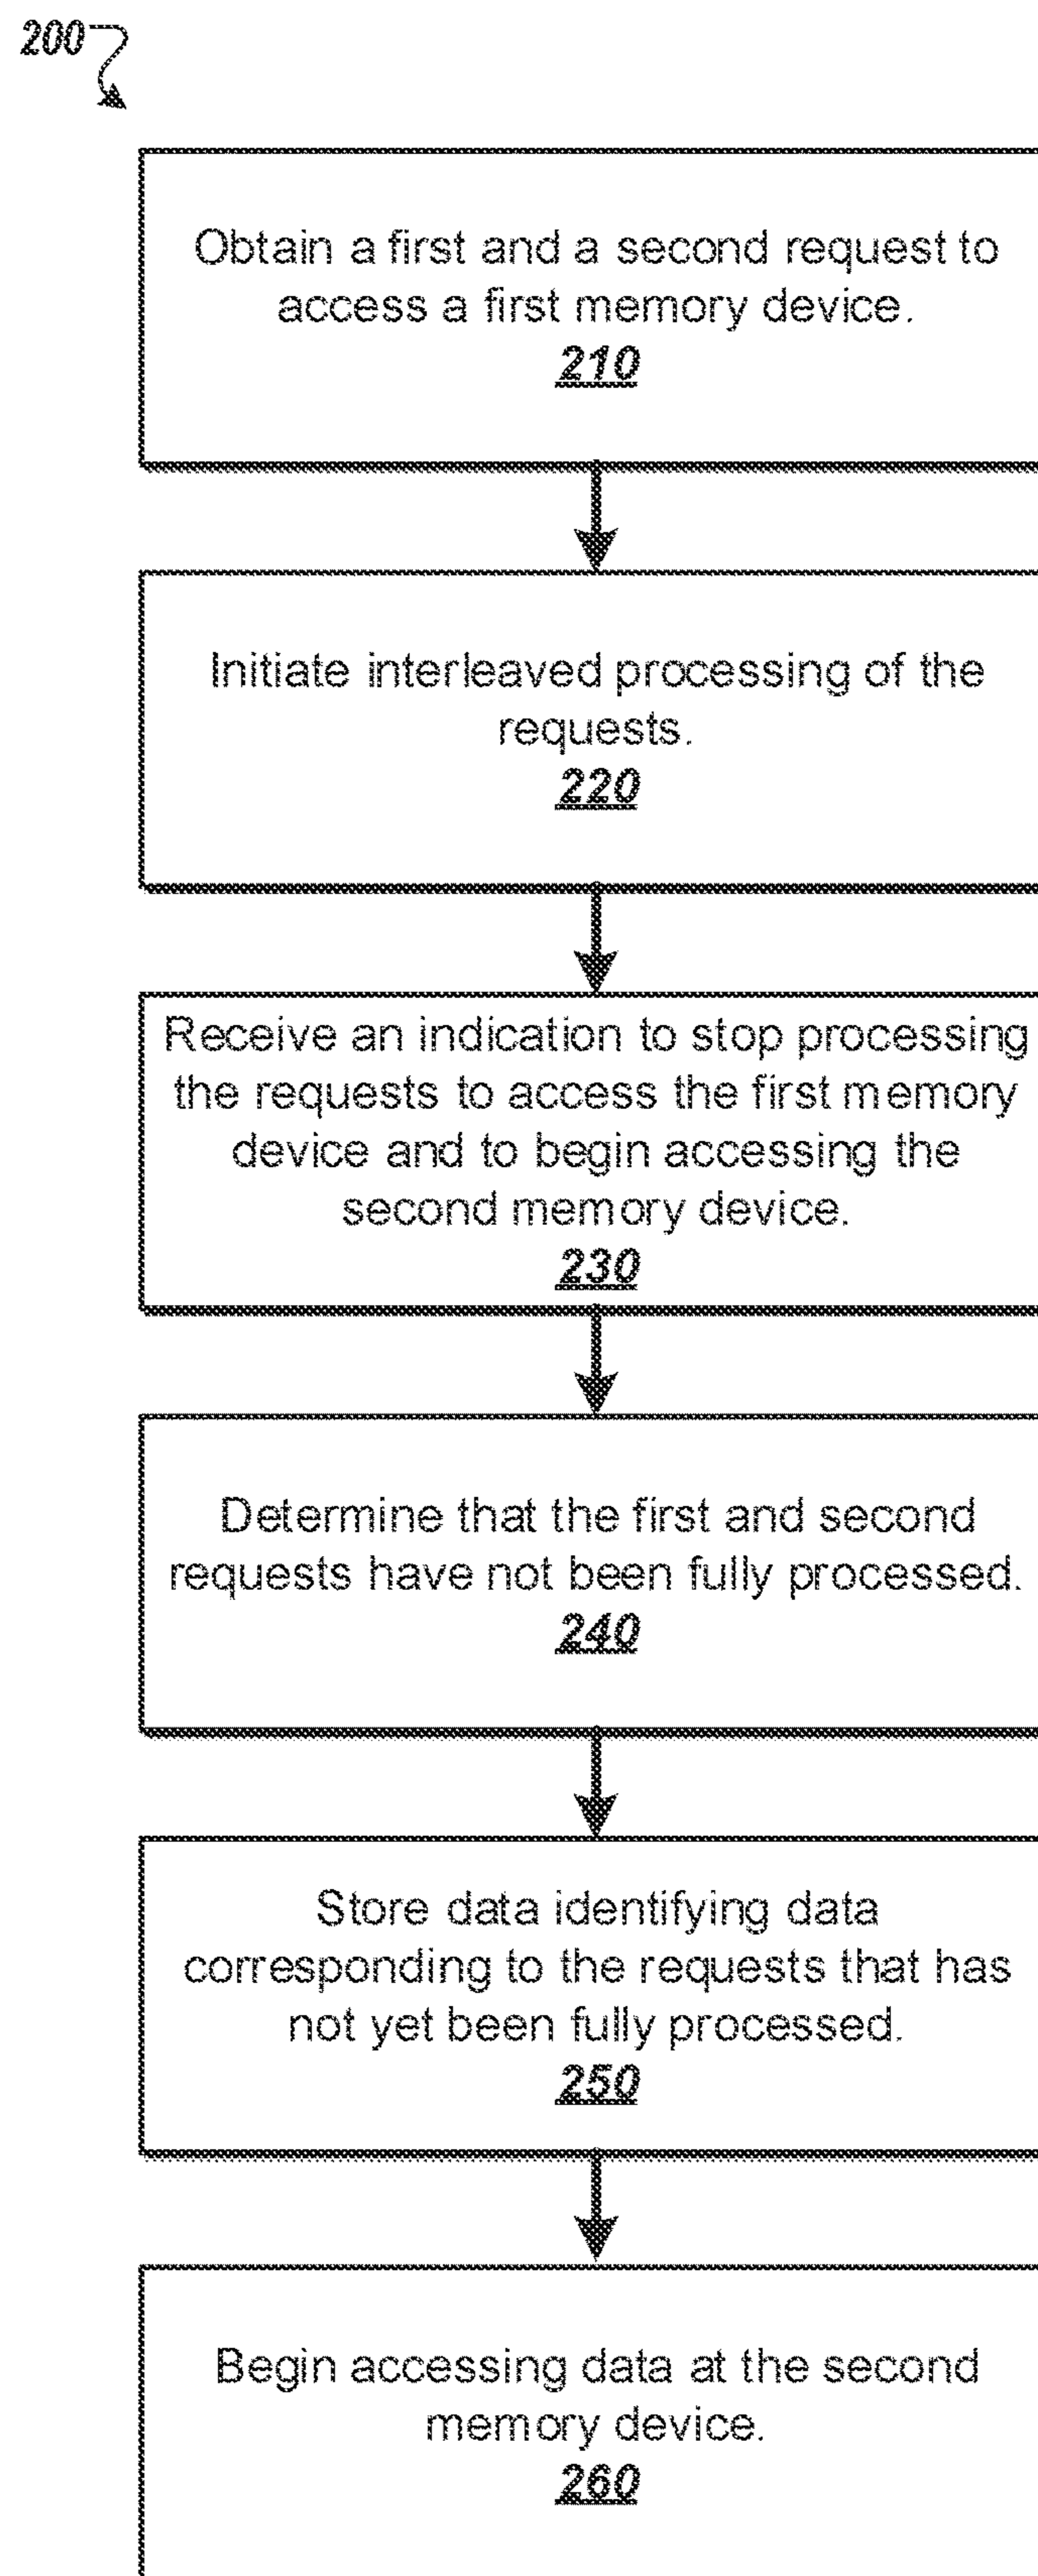 200
Obtain a first and a second request to
access a first memory device.
210
Initiate interleaved processing of the
requests.
220
Receive an indication to stop processing
the requests to access the first memory
device and to begin accessing the
second memory device.
230
Determine that the first and second
requests have not been fully processed.
240
Store data identifying data
corresponding to the requests that has
not yet been fully processed.
250
Begin accessing data at the second
memory device.
260